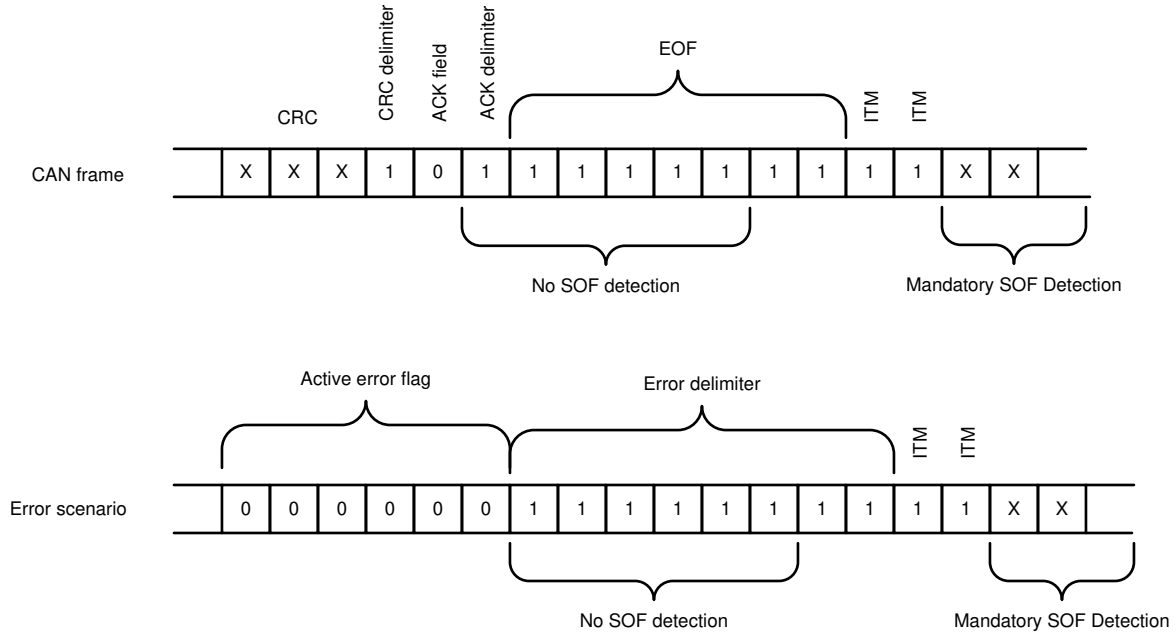 CRC delimiter
ACK field
ACK delimiter
EOF
CRC
ITM
ITM
CAN frame
X X X 1 0 1 1 1 1 1 1 1 1 1 1 X X
No SOF detection
Mandatory SOF Detection
Active error flag
Error delimiter
ITM
ITM
Error scenario
0 0 0 0 0 0 1 1 1 1 1 1 1 1 1 1 X X
No SOF detection
Mandatory SOF Detection